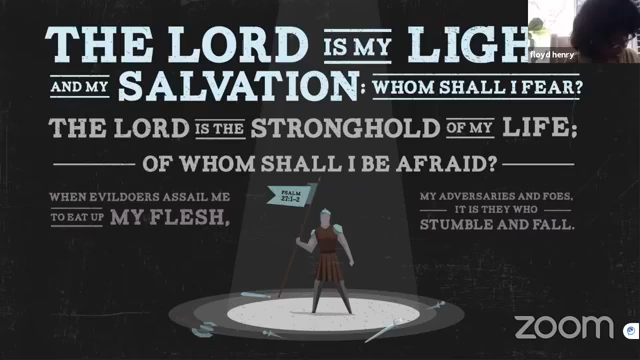 THE LORD IS MY LIGH
floyd henry
AND MY SALVATION: WHOM SHALL I FEAR?
THE LORD IS THE STRONGHOLD OF MY LIFE;
OF WHOM SHALL I BE AFRAID?
WHEN EVILDOERS ASSAIL ME
TO EAT UP MY FLESH,
PSALM
27:1-2
MY ADVERSARIES AND FOES,
IT IS THEY WHO
STUMBLE AND FALL.
zoom